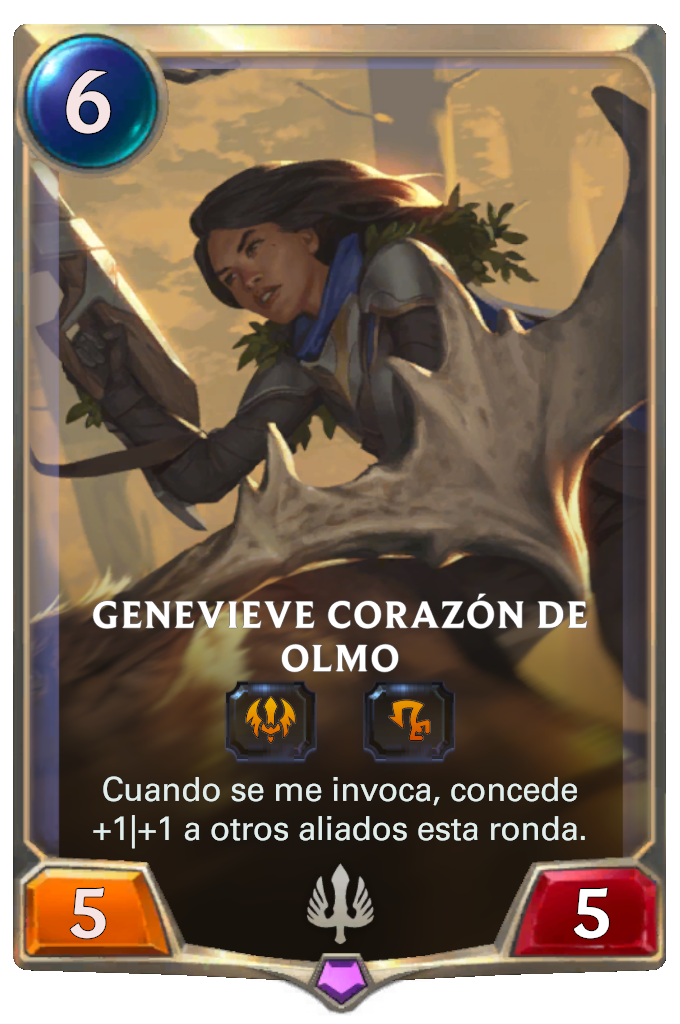 6
GENEVIEVE CORAZÓN DE
OLMO
Cuando se me invoca, concede
+1|+1 a otros aliados esta ronda.
5
5